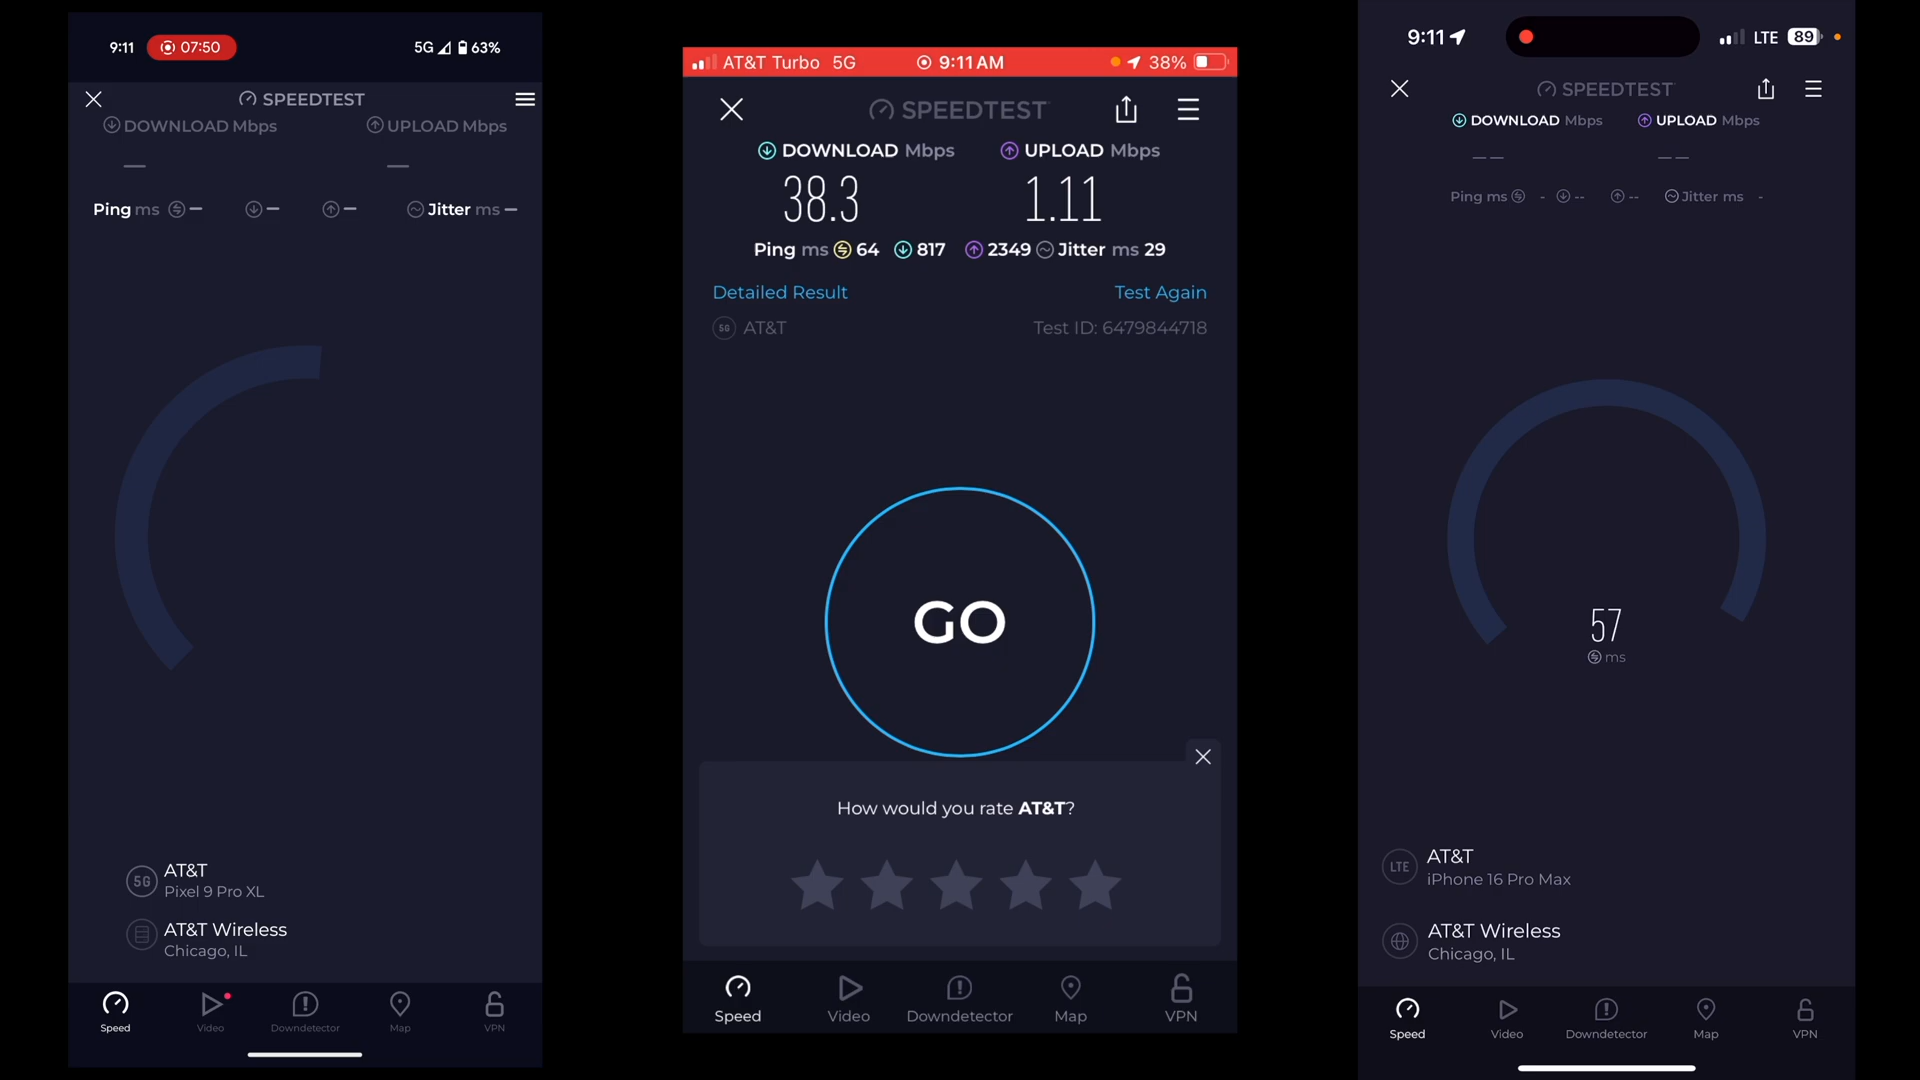 9:11 07:50 5G 63%
SPEEDTEST
DOWNLOAD Mbps UPLOAD Mbps
— —
Ping ms — — — Jitter ms —
5G AT&T
Pixel 9 Pro XL
AT&T Wireless
Chicago, IL
Speed Video Downdetector Map VPN
AT&T Turbo 5G 9:11 AM 38%
SPEEDTEST
DOWNLOAD Mbps UPLOAD Mbps
38.3 1.11
Ping ms 64 817 2349 Jitter ms 29
Detailed Result Test Again
5G AT&T Test ID: 6479844718
GO
How would you rate AT&T?
Speed Video Downdetector Map VPN
9:11 LTE 89
SPEEDTEST
DOWNLOAD Mbps UPLOAD Mbps
— — — —
Ping ms - -- -- Jitter ms -
57
ms
LTE AT&T
iPhone 16 Pro Max
AT&T Wireless
Chicago, IL
Speed Video Downdetector Map VPN